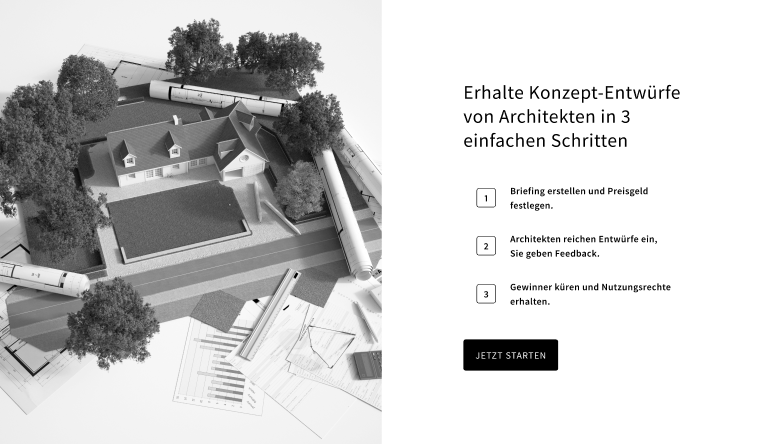 Erhalte Konzept-Entwürfe
von Architekten in 3
einfachen Schritten
1
Briefing erstellen und Preisgeld
festlegen.
2
Architekten reichen Entwürfe ein,
Sie geben Feedback.
3
Gewinner küren und Nutzungsrechte
erhalten.
JETZT STARTEN